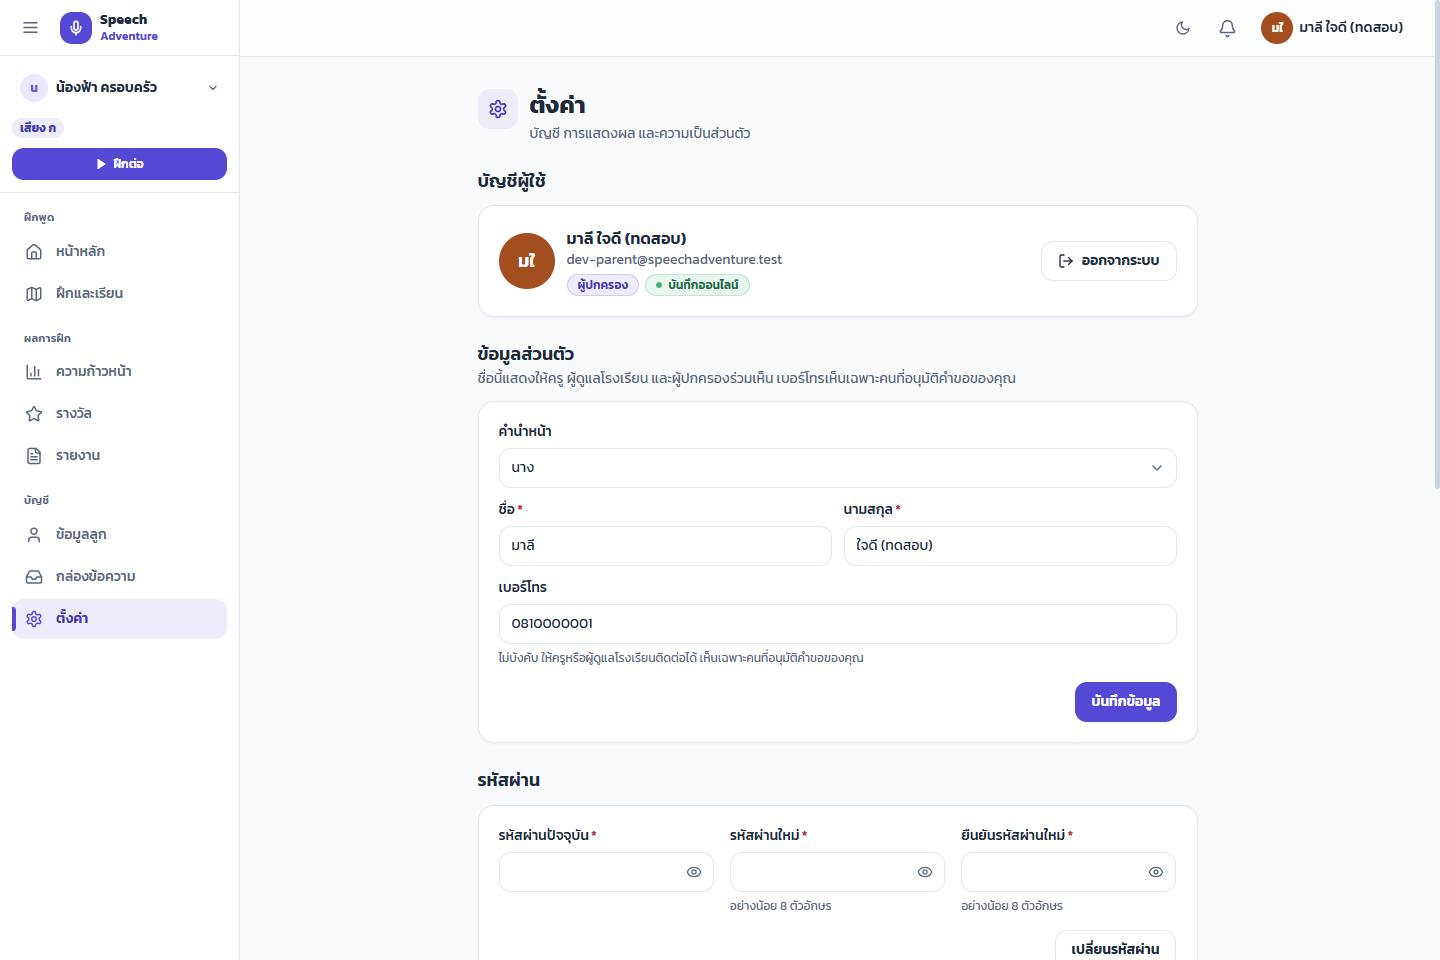 Speech
Adventure
มใ
มาลี ใจดี (ทดสอบ)
น
น้องฟ้า ครอบครัว
เสียง ก
ฝึกต่อ
ฝึกพูด
หน้าหลัก
ฝึกและเรียน
ผลการฝึก
ความก้าวหน้า
รางวัล
รายงาน
บัญชี
ข้อมูลลูก
กล่องข้อความ
ตั้งค่า
ตั้งค่า
บัญชี การแสดงผล และความเป็นส่วนตัว
บัญชีผู้ใช้
มใ
มาลี ใจดี (ทดสอบ)
dev-parent@speechadventure.test
ผู้ปกครอง
บันทึกออนไลน์
ออกจากระบบ
ข้อมูลส่วนตัว
ชื่อนี้แสดงให้ครู ผู้ดูแลโรงเรียน และผู้ปกครองร่วมเห็น เบอร์โทรเห็นเฉพาะคนที่อนุมัติคำขอของคุณ
คำนำหน้า
นาง
ชื่อ *
นามสกุล *
มาลี
ใจดี (ทดสอบ)
เบอร์โทร
0810000001
ไม่บังคับ ให้ครูหรือผู้ดูแลโรงเรียนติดต่อได้ เห็นเฉพาะคนที่อนุมัติคำขอของคุณ
บันทึกข้อมูล
รหัสผ่าน
รหัสผ่านปัจจุบัน *
รหัสผ่านใหม่ *
ยืนยันรหัสผ่านใหม่ *
อย่างน้อย 8 ตัวอักษร
อย่างน้อย 8 ตัวอักษร
เปลี่ยนรหัสผ่าน